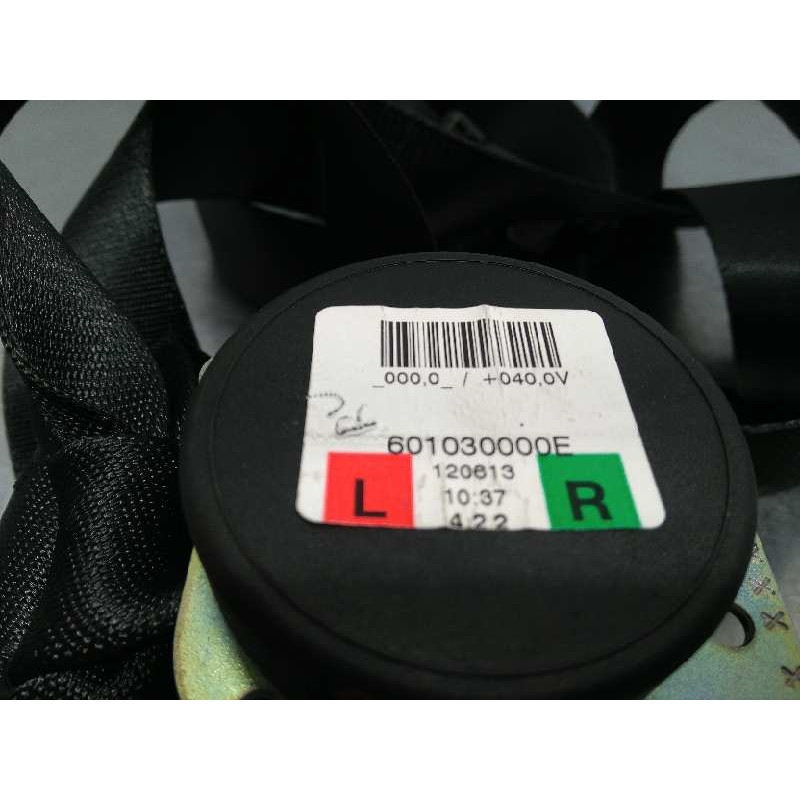 _000,0_ / +040,0V
601030000E
L
120613
10:37
4.2.2
R